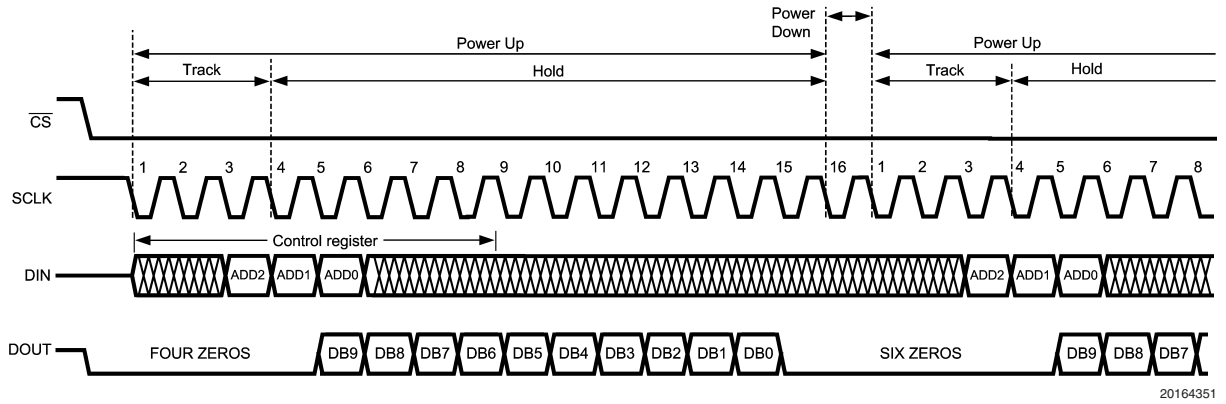 Power Down
Power Up
Power Up
Track
Hold
Track
Hold
CS
SCLK
1 2 3 4 5 6 7 8 9 10 11 12 13 14 15 16 1 2 3 4 5 6 7 8
Control register
DIN
ADD2 ADD1 ADD0 ADD2 ADD1 ADD0
DOUT
FOUR ZEROS DB9 DB8 DB7 DB6 DB5 DB4 DB3 DB2 DB1 DB0 SIX ZEROS DB9 DB8 DB7
20164351